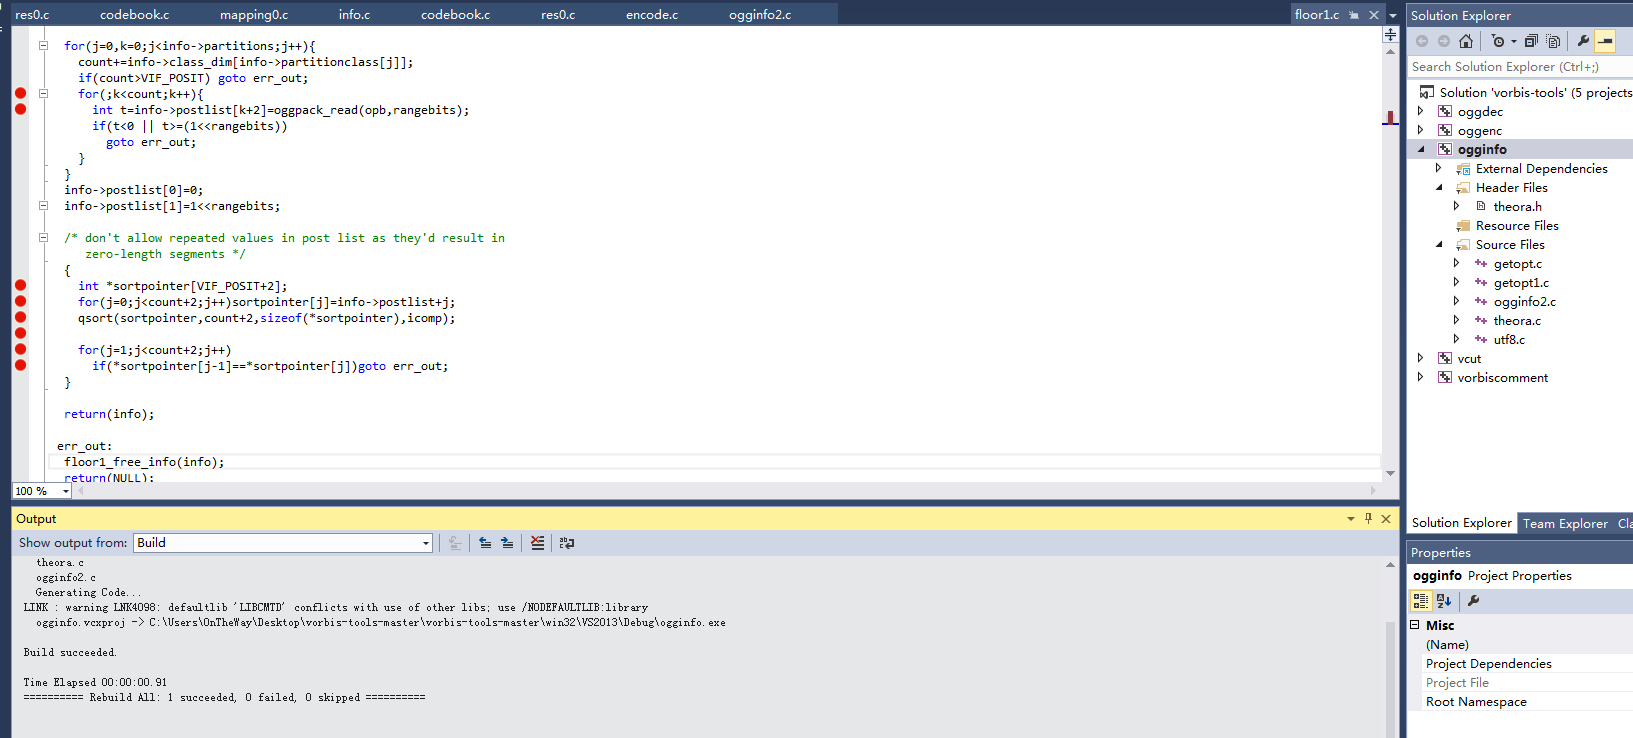 res0.c codebook.c mapping0.c info.c codebook.c res0.c encode.c ogginfo2.c floor1.c
for(j=0,k=0;j<info->partitions;j++){
count+=info->class_dim[info->partitionclass[j]];
if(count>VIF_POSIT) goto err_out;
for(;k<count;k++){
int t=info->postlist[k+2]=oggpack_read(opb,rangebits);
if(t<0 || t>=(1<<rangebits))
goto err_out;
}
}
info->postlist[0]=0;
info->postlist[1]=1<<rangebits;
/* don't allow repeated values in post list as they'd result in
zero-length segments */
{
int *sortpointer[VIF_POSIT+2];
for(j=0;j<count+2;j++)sortpointer[j]=info->postlist+j;
qsort(sortpointer,count+2,sizeof(*sortpointer),icomp);
for(j=1;j<count+2;j++)
if(*sortpointer[j-1]==*sortpointer[j])goto err_out;
}
return(info);
err_out:
floor1_free_info(info);
return(NULL);
100 %
Output
Show output from: Build
theora.c
ogginfo2.c
Generating Code...
LINK : warning LNK4098: defaultlib 'LIBCMTD' conflicts with use of other libs; use /NODEFAULTLIB:library
ogginfo.vcxproj -> C:\Users\OnTheWay\Desktop\vorbis-tools-master\vorbis-tools-master\win32\VS2013\Debug\ogginfo.exe
Build succeeded.
Time Elapsed 00:00:00.91
========== Rebuild All: 1 succeeded, 0 failed, 0 skipped ==========
Solution Explorer
Search Solution Explorer (Ctrl+;)
Solution 'vorbis-tools' (5 projects
oggdec
oggenc
ogginfo
External Dependencies
Header Files
theora.h
Resource Files
Source Files
getopt.c
getopt1.c
ogginfo2.c
theora.c
utf8.c
vcut
vorbiscomment
Solution Explorer Team Explorer Cla
Properties
ogginfo Project Properties
Misc
(Name)
Project Dependencies
Project File
Root Namespace